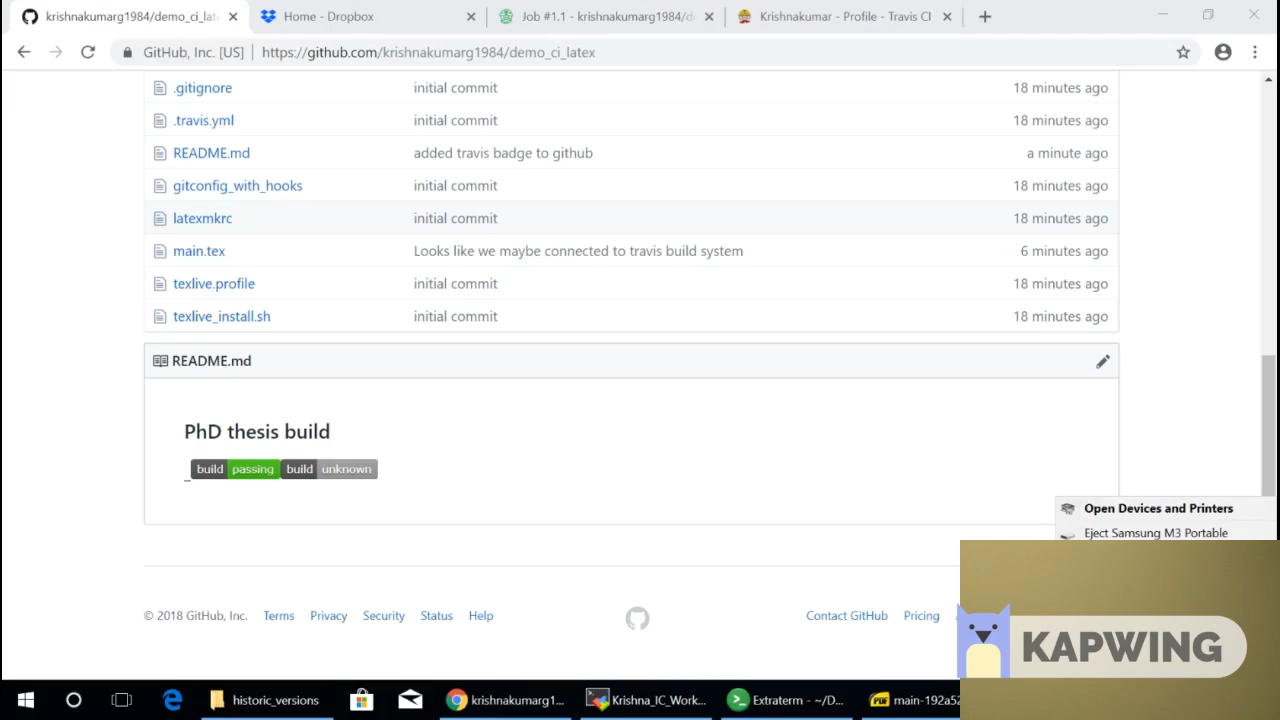 krishnakumarg1984/demo_ci_late
Home - Dropbox
Job #1.1 - krishnakumarg1984/d
Krishnakumar - Profile - Travis CI
GitHub, Inc. [US] | https://github.com/krishnakumarg1984/demo_ci_latex
.gitignore initial commit 18 minutes ago
.travis.yml initial commit 18 minutes ago
README.md added travis badge to github a minute ago
gitconfig_with_hooks initial commit 18 minutes ago
latexmkrc initial commit 18 minutes ago
main.tex Looks like we maybe connected to travis build system 6 minutes ago
texlive.profile initial commit 18 minutes ago
texlive_install.sh initial commit 18 minutes ago
README.md
PhD thesis build
build passing build unknown
Open Devices and Printers
Eject Samsung M3 Portable
© 2018 GitHub, Inc. Terms Privacy Security Status Help Contact GitHub Pricing
KAPWING
historic_versions krishnakumarg1... Krishna_IC_Work... Extraterm - ~/D... PDF main-192a52